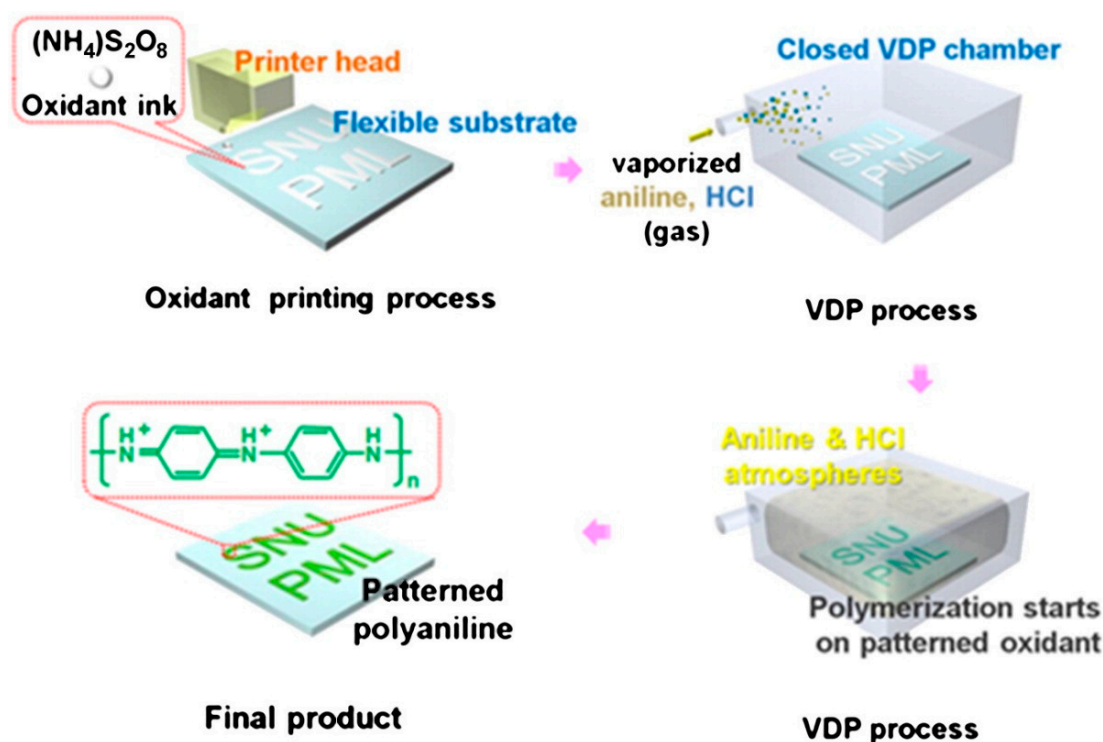 (NH₄)S₂O₈
Oxidant ink
Printer head
Flexible substrate
SNU
PML
Oxidant printing process
Closed VDP chamber
SNU
PML
vaporized
aniline, HCl
(gas)
VDP process
Aniline & HCl
atmospheres
SNU
PML
Polymerization starts
on patterned oxidant
VDP process
H⁺ H⁺ H
N N N n
SNU
PML
Patterned
polyaniline
Final product